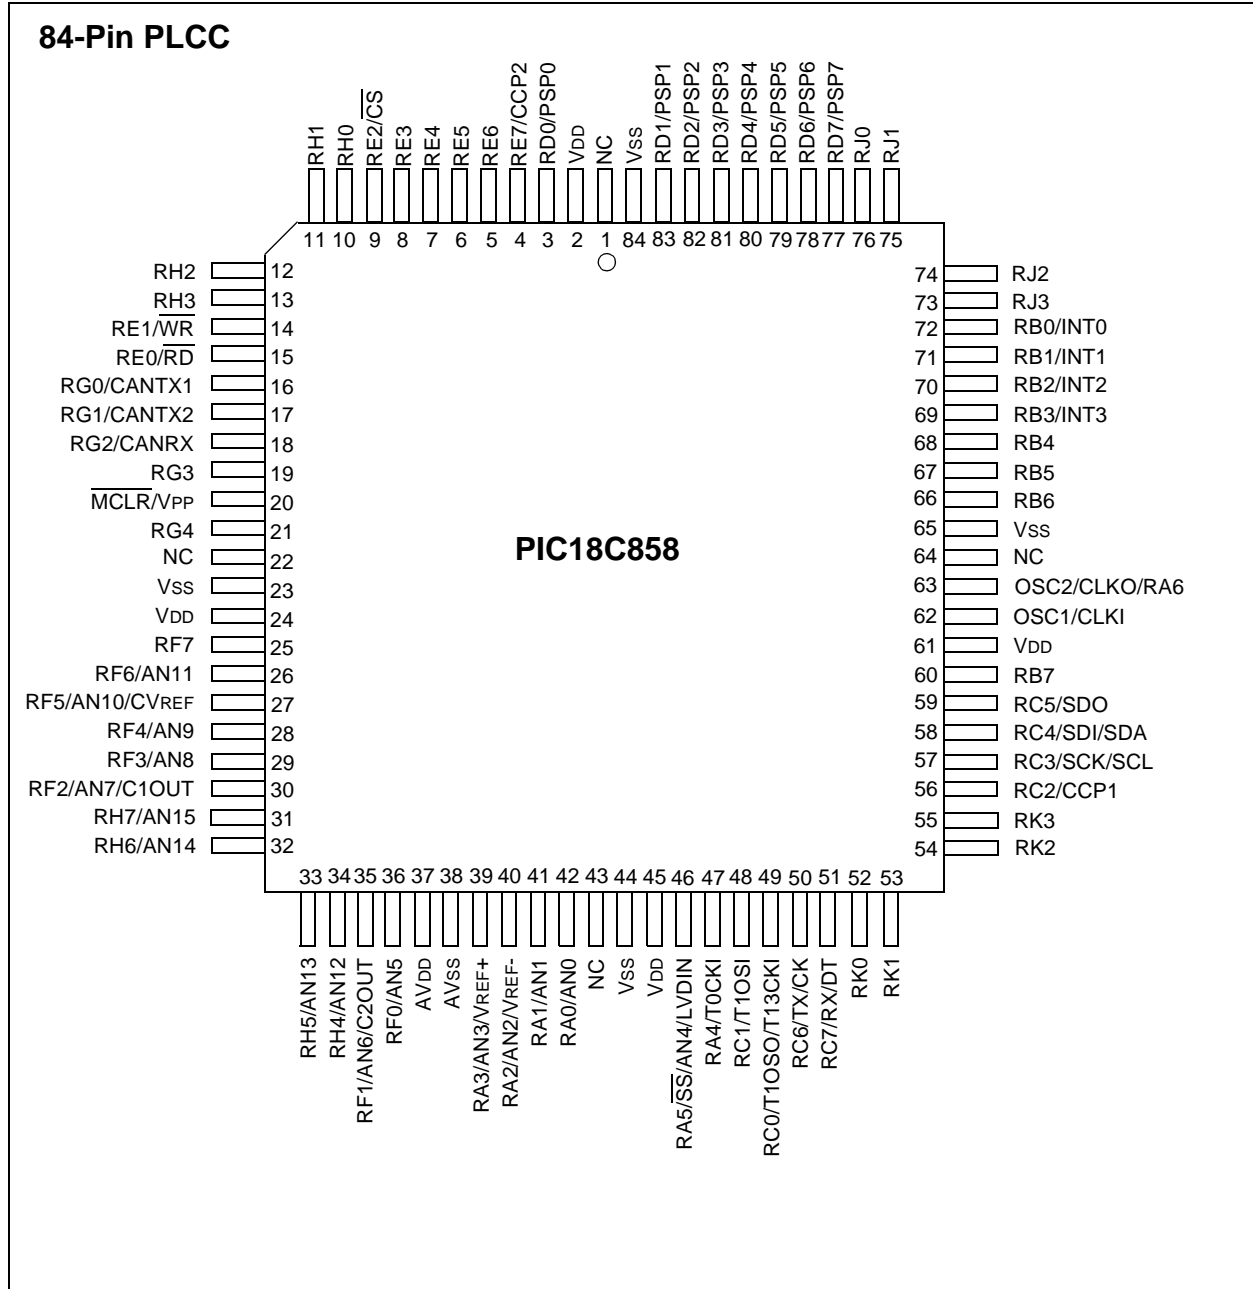 84-Pin PLCC
RH1
RH0
RE2/CS
RE3
RE4
RE5
RE6
RE7/CCP2
RD0/PSP0
VDD
NC
VSS
RD1/PSP1
RD2/PSP2
RD3/PSP3
RD4/PSP4
RD5/PSP5
RD6/PSP6
RD7/PSP7
RJ0
RJ1
11 10 9 8 7 6 5 4 3 2 1 84 83 82 81 80 79 78 77 76 75
RH2 12
RH3 13
RE1/WR 14
RE0/RD 15
RG0/CANTX1 16
RG1/CANTX2 17
RG2/CANRX 18
RG3 19
MCLR/VPP 20
RG4 21
NC 22
VSS 23
VDD 24
RF7 25
RF6/AN11 26
RF5/AN10/CVREF 27
RF4/AN9 28
RF3/AN8 29
RF2/AN7/C1OUT 30
RH7/AN15 31
RH6/AN14 32
PIC18C858
74 RJ2
73 RJ3
72 RB0/INT0
71 RB1/INT1
70 RB2/INT2
69 RB3/INT3
68 RB4
67 RB5
66 RB6
65 VSS
64 NC
63 OSC2/CLKO/RA6
62 OSC1/CLKI
61 VDD
60 RB7
59 RC5/SDO
58 RC4/SDI/SDA
57 RC3/SCK/SCL
56 RC2/CCP1
55 RK3
54 RK2
33 34 35 36 37 38 39 40 41 42 43 44 45 46 47 48 49 50 51 52 53
RH5/AN13
RH4/AN12
RF1/AN6/C2OUT
RF0/AN5
AVDD
AVSS
RA3/AN3/VREF+
RA2/AN2/VREF-
RA1/AN1
RA0/AN0
NC
VSS
VDD
RA5/SS/AN4/LVDIN
RA4/T0CKI
RC1/T1OSI
RC0/T1OSO/T13CKI
RC6/TX/CK
RC7/RX/DT
RK0
RK1